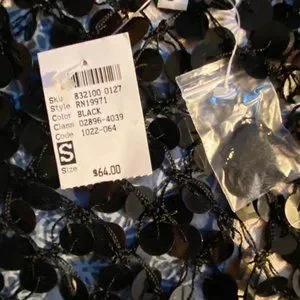 Sku 832100 0127
Style RN19971
Color BLACK
Class 02896-4039
Code 1022-064
S
Size $64.00